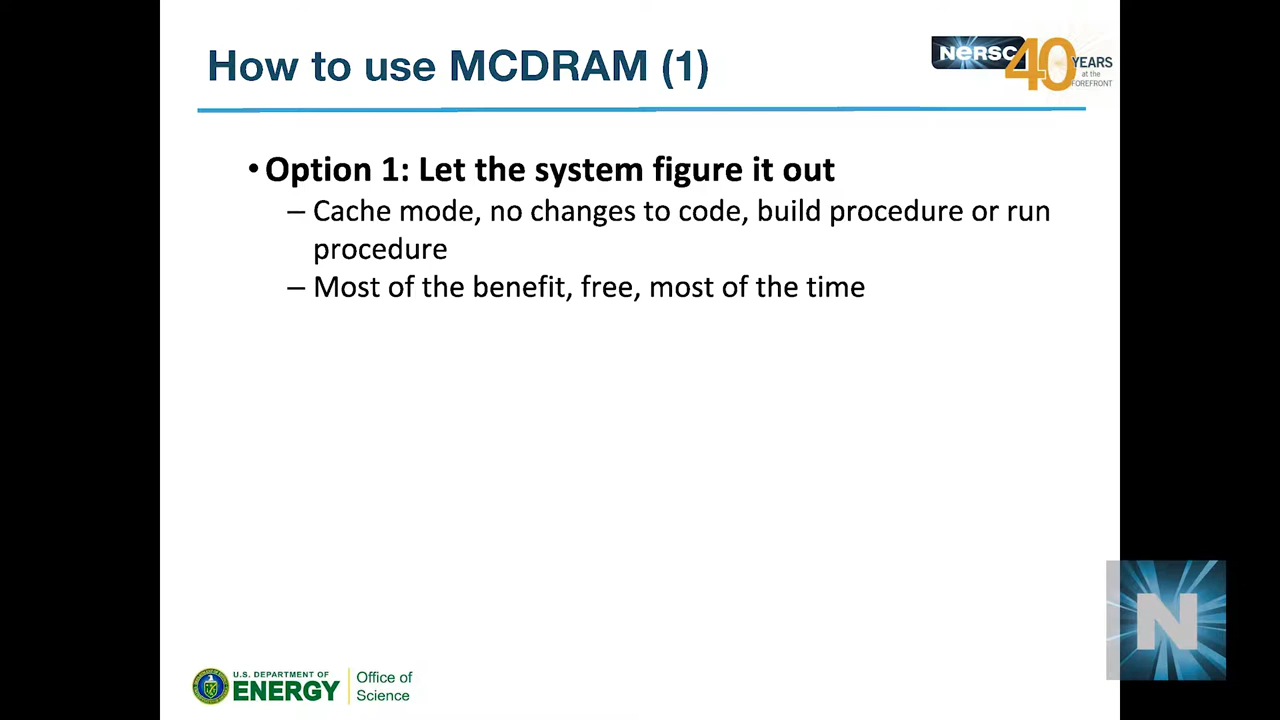 How to use MCDRAM (1)
NERSC 40 YEARS
at the
FOREFRONT
• Option 1: Let the system figure it out
– Cache mode, no changes to code, build procedure or run
procedure
– Most of the benefit, free, most of the time
N
U.S. DEPARTMENT OF
ENERGY
Office of
Science